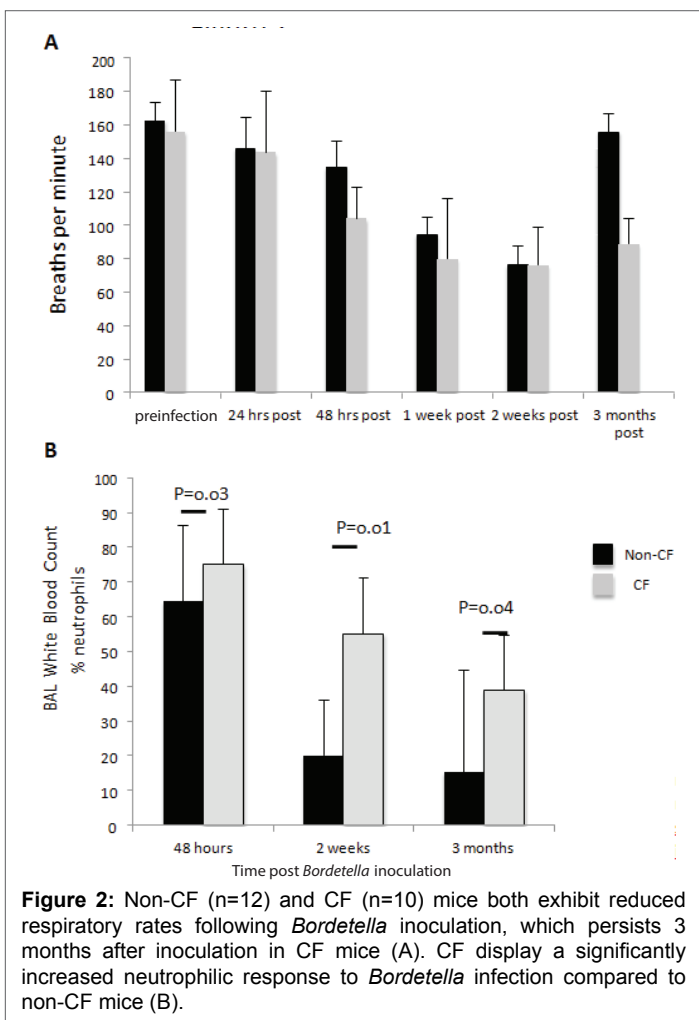 A
200
180
160
140
120
100
80
60
40
20
0
Breaths per minute
preinfection 24 hrs post 48 hrs post 1 week post 2 weeks post 3 months
post
B
100
90
80
70
60
50
40
30
20
10
0
BAL White Blood Count
% neutrophils
P=o.o3
P=o.o1
P=o.o4
Non-CF
CF
48 hours 2 weeks 3 months
Time post Bordetella inoculation
Figure 2: Non-CF (n=12) and CF (n=10) mice both exhibit reduced
respiratory rates following Bordetella inoculation, which persists 3
months after inoculation in CF mice (A). CF display a significantly
increased neutrophilic response to Bordetella infection compared to
non-CF mice (B).